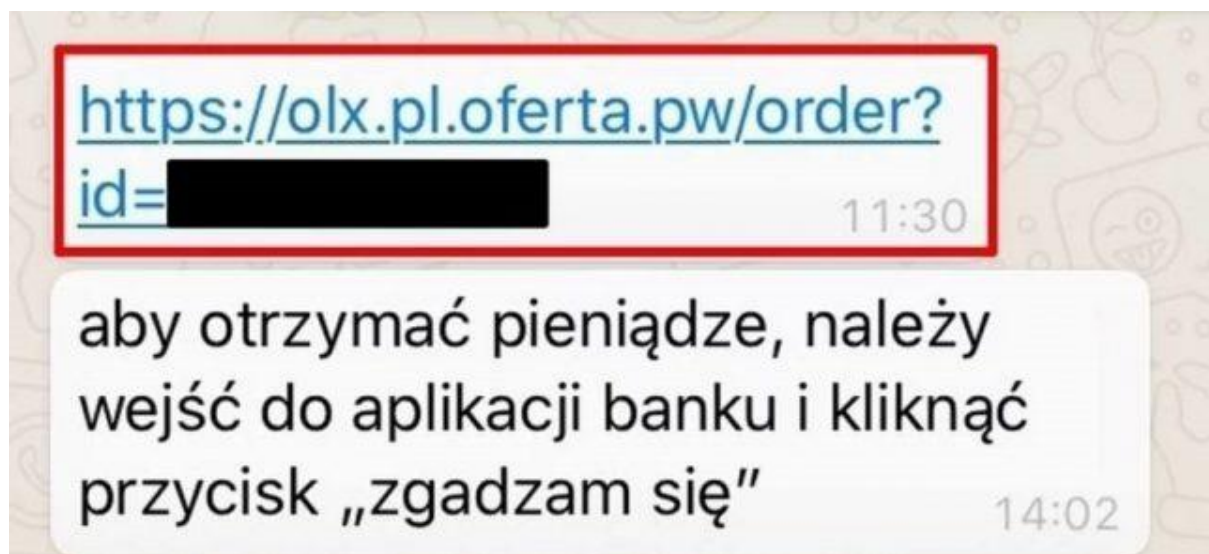 https://olx.pl.oferta.pw/order?
id=
11:30
aby otrzymać pieniądze, należy
wejść do aplikacji banku i kliknąć
przycisk „zgadzam się”
14:02